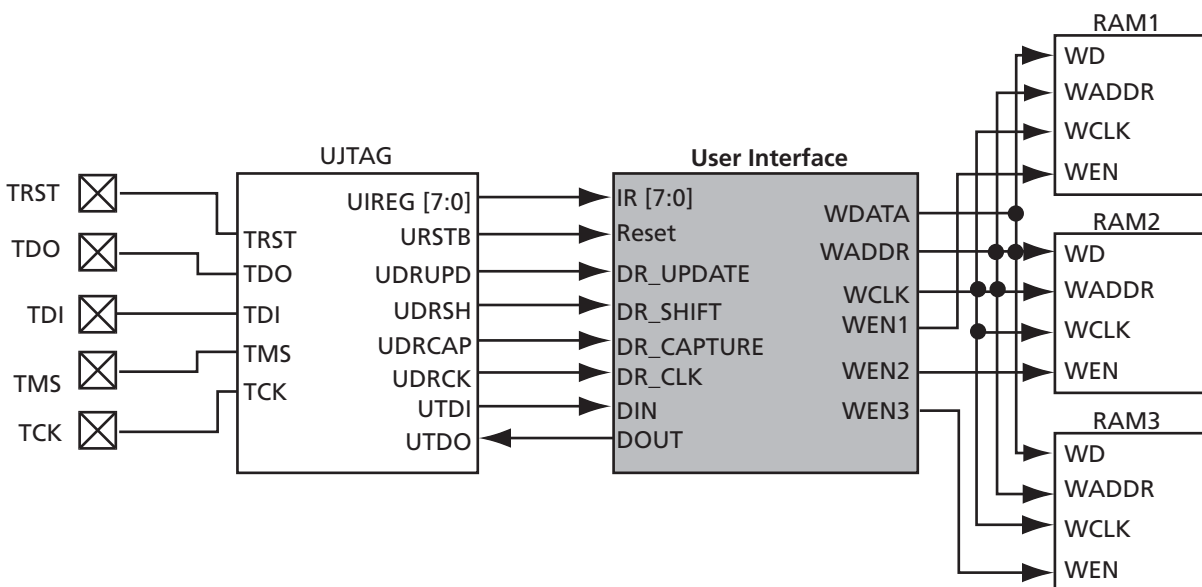 TRST
TDO
TDI
TMS
TCK
UJTAG
TRST
TDO
TDI
TMS
TCK
UIREG [7:0]
URSTB
UDRUPD
UDRSH
UDRCAP
UDRCK
UTDI
UTDO
User Interface
IR [7:0]
Reset
DR_UPDATE
DR_SHIFT
DR_CAPTURE
DR_CLK
DIN
DOUT
WDATA
WADDR
WCLK
WEN1
WEN2
WEN3
RAM1
WD
WADDR
WCLK
WEN
RAM2
WD
WADDR
WCLK
WEN
RAM3
WD
WADDR
WCLK
WEN